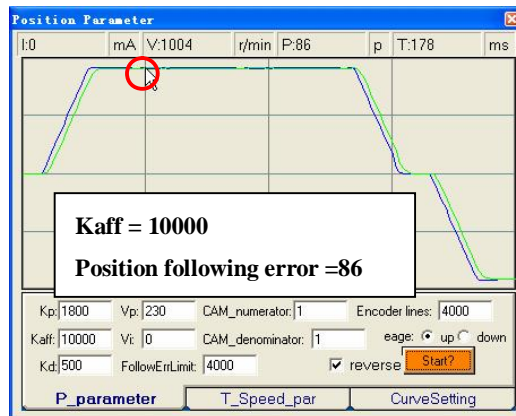 Position Parameter
I:0 mA V:1004 r/min P:86 p T:178 ms
Kaff = 10000
Position following error =86
Kp: 1800 Vp: 230 CAM_numerator: 1 Encoder lines: 4000
Kaff: 10000 Vi: 0 CAM_denominator: 1 eage: up down
Kd: 500 FollowErrLimit: 4000 reverse Start?
P_parameter T_Speed_par CurveSetting